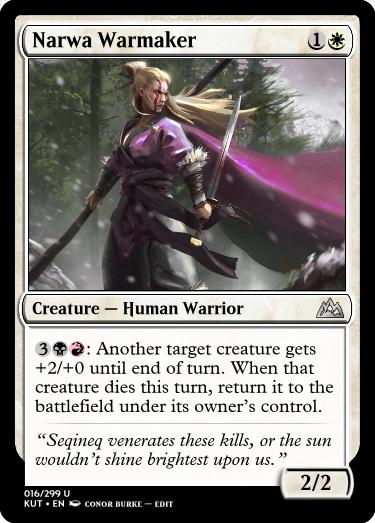 Narwa Warmaker 1
Creature — Human Warrior
3: Another target creature gets
+2/+0 until end of turn. When that
creature dies this turn, return it to the
battlefield under its owner's control.
“Seqineq venerates these kills, or the sun
wouldn't shine brightest upon us.”
2/2
016/299 U
KUT • EN CONOR BURKE — EDIT